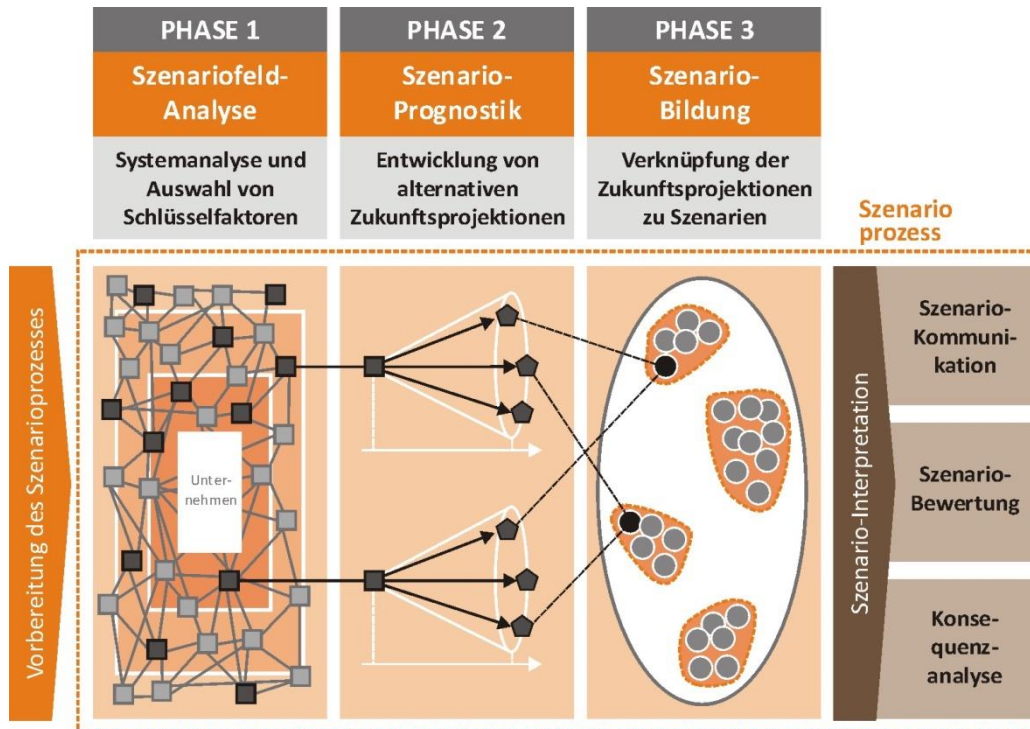 PHASE 1
Szenariofeld-
Analyse
Systemanalyse und
Auswahl von
Schlüsselfaktoren
PHASE 2
Szenario-
Prognostik
Entwicklung von
alternativen
Zukunftsprojektionen
PHASE 3
Szenario-
Bildung
Verknüpfung der
Zukunftsprojektionen
zu Szenarien
Szenario
prozess
Vorbereitung des Szenarioprozesses
Unter-
nehmen
Szenario-Interpretation
Szenario-
Kommuni-
kation
Szenario-
Bewertung
Konse-
quenz-
analyse